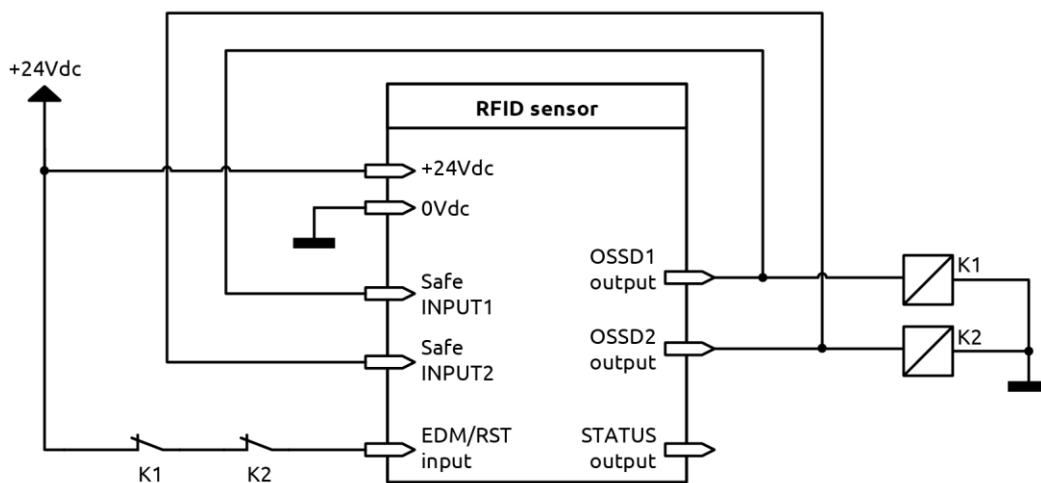 +24Vdc
RFID sensor
+24Vdc
0Vdc
Safe
INPUT1
Safe
INPUT2
EDM/RST
input
OSSD1
output
OSSD2
output
STATUS
output
K1
K2
K1
K2